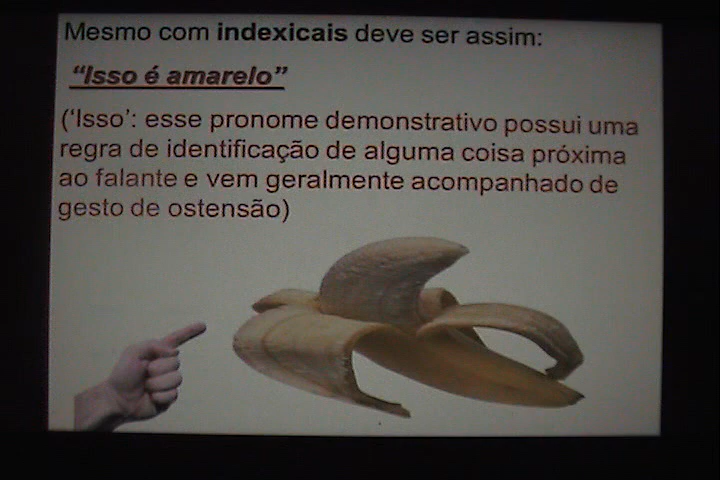 Mesmo com indexicais deve ser assim:
“Isso é amarelo”
(‘Isso’: esse pronome demonstrativo possui uma
regra de identificação de alguma coisa próxima
ao falante e vem geralmente acompanhado de
gesto de ostensão)